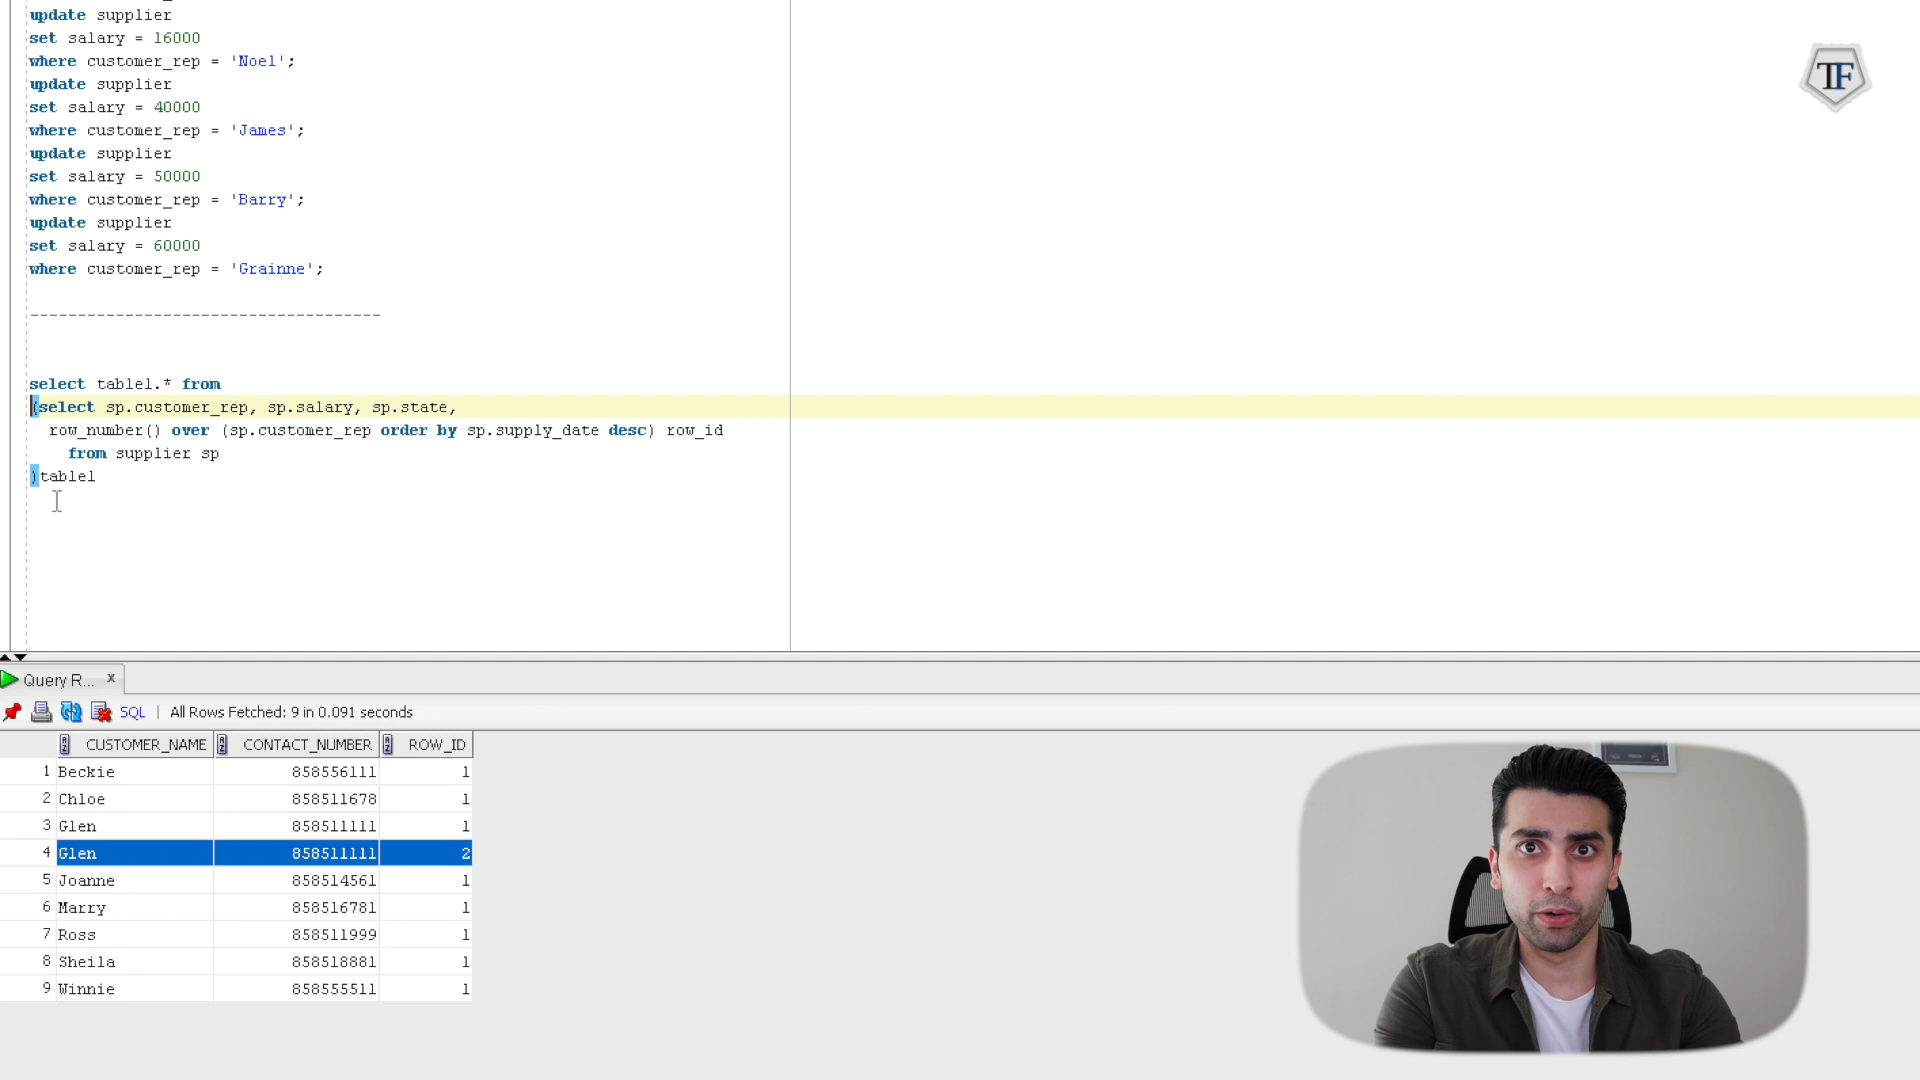 update supplier
set salary = 16000
where customer_rep = 'Noel';
update supplier
set salary = 40000
where customer_rep = 'James';
update supplier
set salary = 50000
where customer_rep = 'Barry';
update supplier
set salary = 60000
where customer_rep = 'Grainne';
-------------------------------------
select table1.* from
(select sp.customer_rep, sp.salary, sp.state,
row_number() over (sp.customer_rep order by sp.supply_date desc) row_id
from supplier sp
)table1
TF
Query R... x
SQL | All Rows Fetched: 9 in 0.091 seconds
CUSTOMER_NAME CONTACT_NUMBER ROW_ID
1 Beckie 858556111 1
2 Chloe 858511678 1
3 Glen 858511111 1
4 Glen 858511111 2
5 Joanne 858514561 1
6 Marry 858516781 1
7 Ross 858511999 1
8 Sheila 858518881 1
9 Winnie 858555511 1